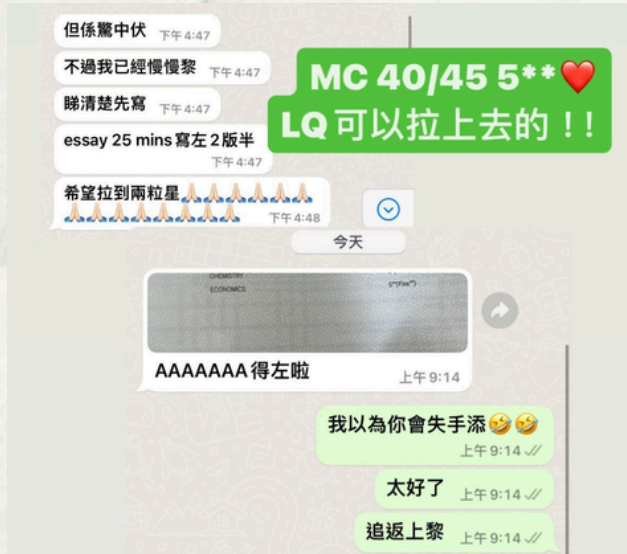 但係驚中伏 下午4:47
不過我已經慢慢黎 下午4:47
睇清楚先寫 下午4:47
essay 25 mins寫左2版半
下午4:47
希望拉到兩粒星🙏🏻🙏🏻🙏🏻🙏🏻🙏🏻🙏🏻
🙏🏻🙏🏻🙏🏻🙏🏻🙏🏻🙏🏻🙏🏻🙏🏻 下午4:48
MC 40/45 5**❤️
LQ可以拉上去的！！
今天
CHEMISTRY
ECONOMICS
AAAAAAA得左啦 上午9:14
我以為你會失手添🤣🤣
上午9:14
太好了 上午9:14
追返上黎 上午9:14